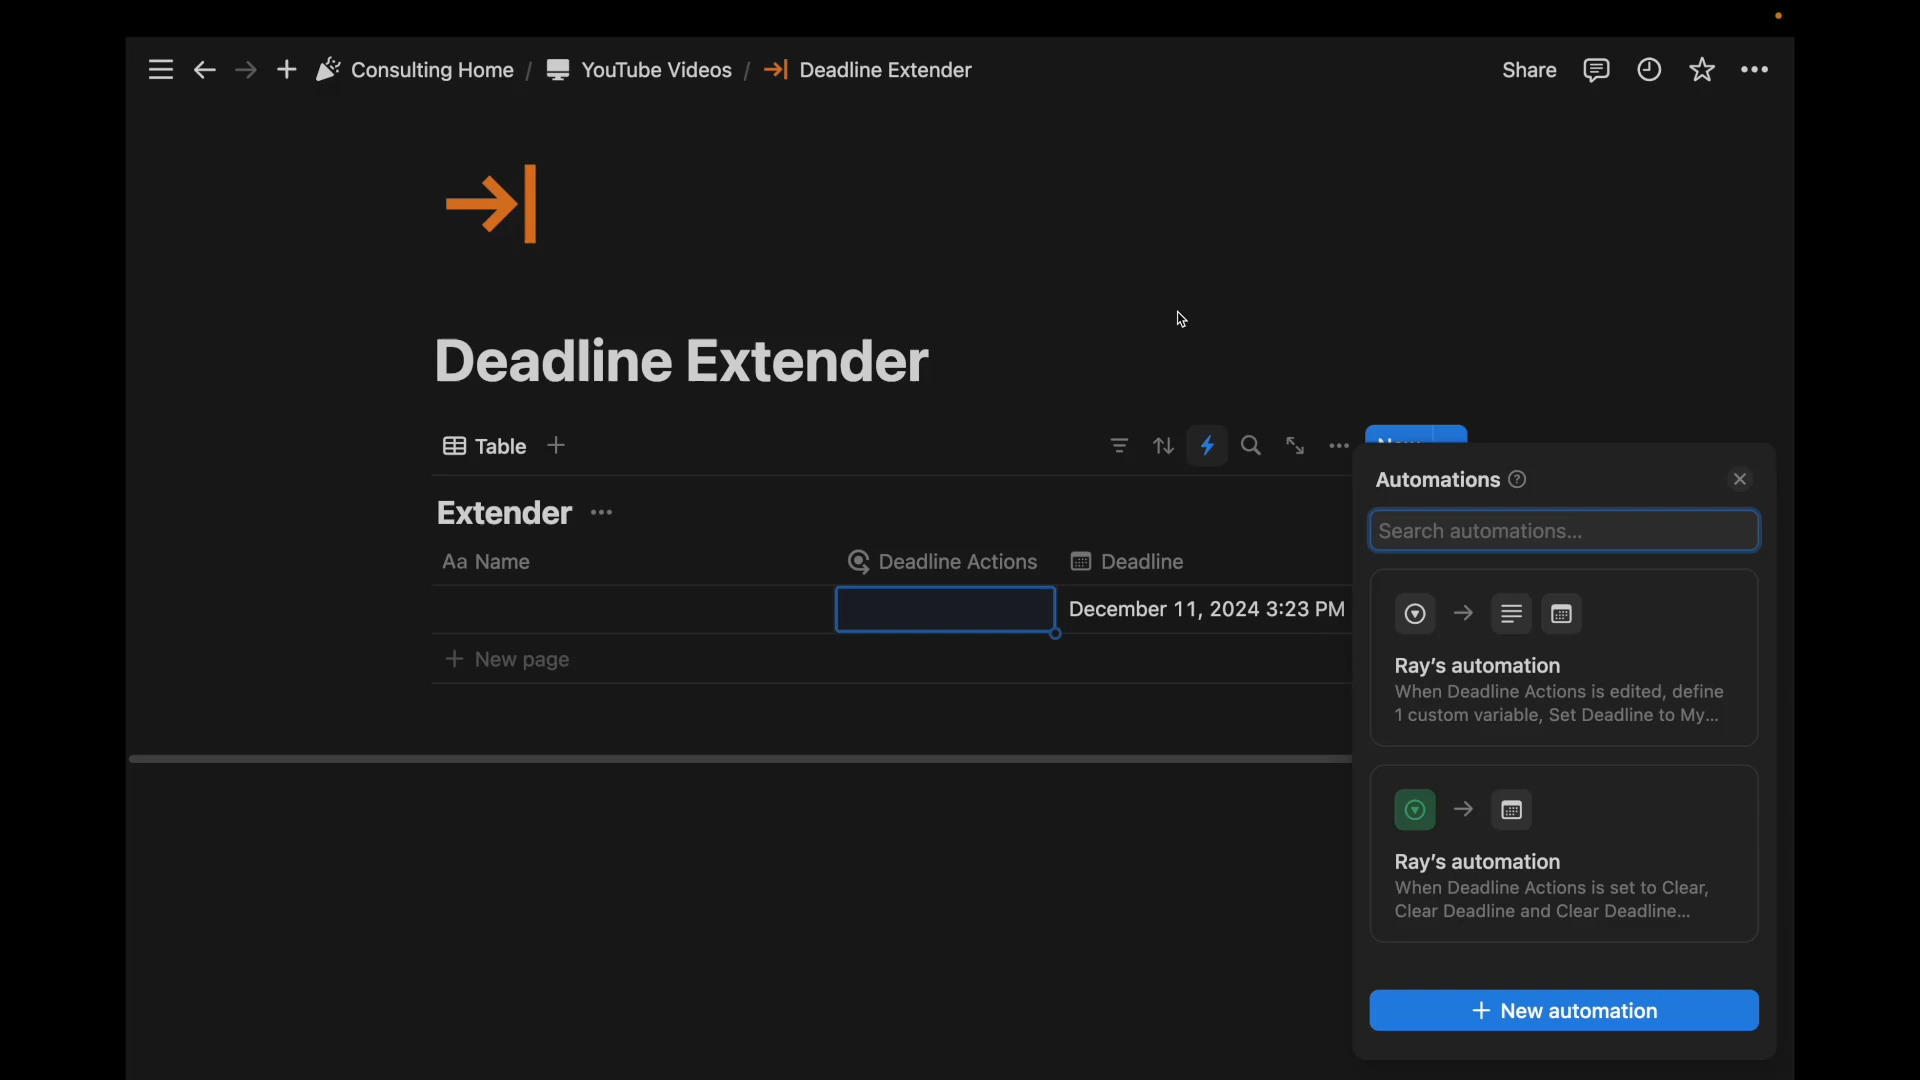 Consulting Home / YouTube Videos / Deadline Extender
Share
Deadline Extender
Table
Extender
Aa Name
Deadline Actions
Deadline
December 11, 2024 3:23 PM
New page
Automations
Search automations...
Ray's automation
When Deadline Actions is edited, define
1 custom variable, Set Deadline to My...
Ray's automation
When Deadline Actions is set to Clear,
Clear Deadline and Clear Deadline...
New automation